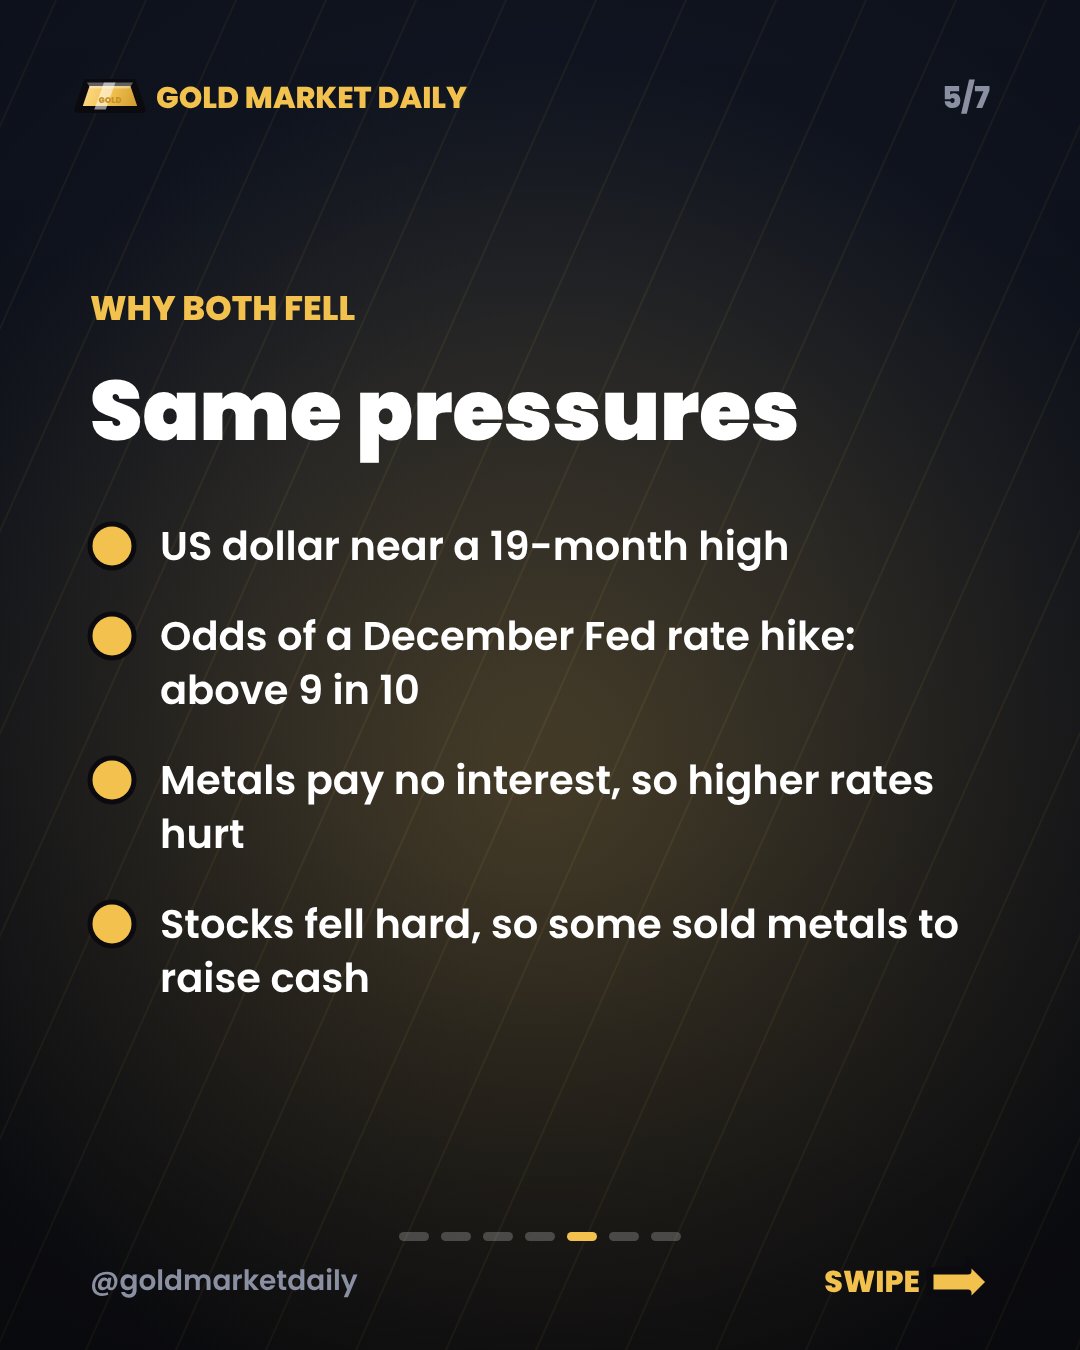 GOLD
GOLD MARKET DAILY
5/7
WHY BOTH FELL
Same pressures
US dollar near a 19-month high
Odds of a December Fed rate hike:
above 9 in 10
Metals pay no interest, so higher rates
hurt
Stocks fell hard, so some sold metals to
raise cash
@goldmarketdaily
SWIPE